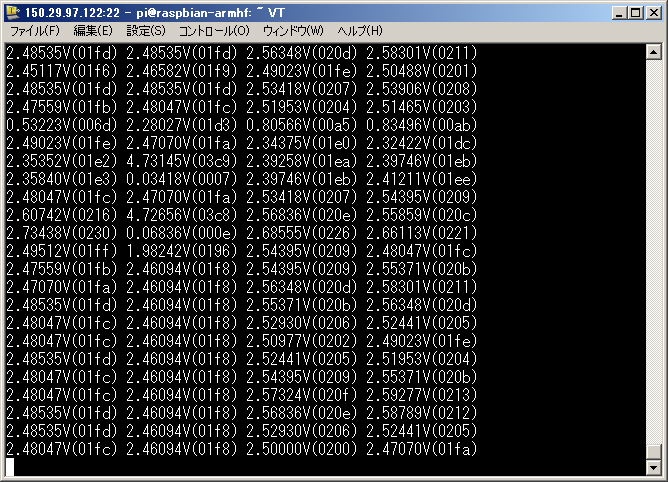 150.29.97.122:22 - pi@raspbian-armhf: ~ VT
ファイル(F) 編集(E) 設定(S) コントロール(O) ウィンドウ(W) ヘルプ(H)
2.48535V(01fd) 2.48535V(01fd) 2.56348V(020d) 2.58301V(0211)
2.45117V(01f6) 2.46582V(01f9) 2.49023V(01fe) 2.50488V(0201)
2.48535V(01fd) 2.48535V(01fd) 2.53418V(0207) 2.53906V(0208)
2.47559V(01fb) 2.48047V(01fc) 2.51953V(0204) 2.51465V(0203)
0.53223V(006d) 2.28027V(01d3) 0.80566V(00a5) 0.83496V(00ab)
2.49023V(01fe) 2.47070V(01fa) 2.34375V(01e0) 2.32422V(01dc)
2.35352V(01e2) 4.73145V(03c9) 2.39258V(01ea) 2.39746V(01eb)
2.35840V(01e3) 0.03418V(0007) 2.39746V(01eb) 2.41211V(01ee)
2.48047V(01fc) 2.47070V(01fa) 2.53418V(0207) 2.54395V(0209)
2.60742V(0216) 4.72656V(03c8) 2.56836V(020e) 2.55859V(020c)
2.73438V(0230) 0.06836V(000e) 2.68555V(0226) 2.66113V(0221)
2.49512V(01ff) 1.98242V(0196) 2.54395V(0209) 2.48047V(01fc)
2.47559V(01fb) 2.46094V(01f8) 2.54395V(0209) 2.55371V(020b)
2.47070V(01fa) 2.46094V(01f8) 2.56348V(020d) 2.58301V(0211)
2.48535V(01fd) 2.46094V(01f8) 2.55371V(020b) 2.56348V(020d)
2.48047V(01fc) 2.46094V(01f8) 2.52930V(0206) 2.52441V(0205)
2.48047V(01fc) 2.46094V(01f8) 2.50977V(0202) 2.49023V(01fe)
2.48535V(01fd) 2.46094V(01f8) 2.52441V(0205) 2.51953V(0204)
2.48047V(01fc) 2.46094V(01f8) 2.54395V(0209) 2.55371V(020b)
2.48047V(01fc) 2.46094V(01f8) 2.57324V(020f) 2.59277V(0213)
2.48535V(01fd) 2.46094V(01f8) 2.56836V(020e) 2.58789V(0212)
2.48535V(01fd) 2.46094V(01f8) 2.52930V(0206) 2.52441V(0205)
2.48047V(01fc) 2.46094V(01f8) 2.50000V(0200) 2.47070V(01fa)